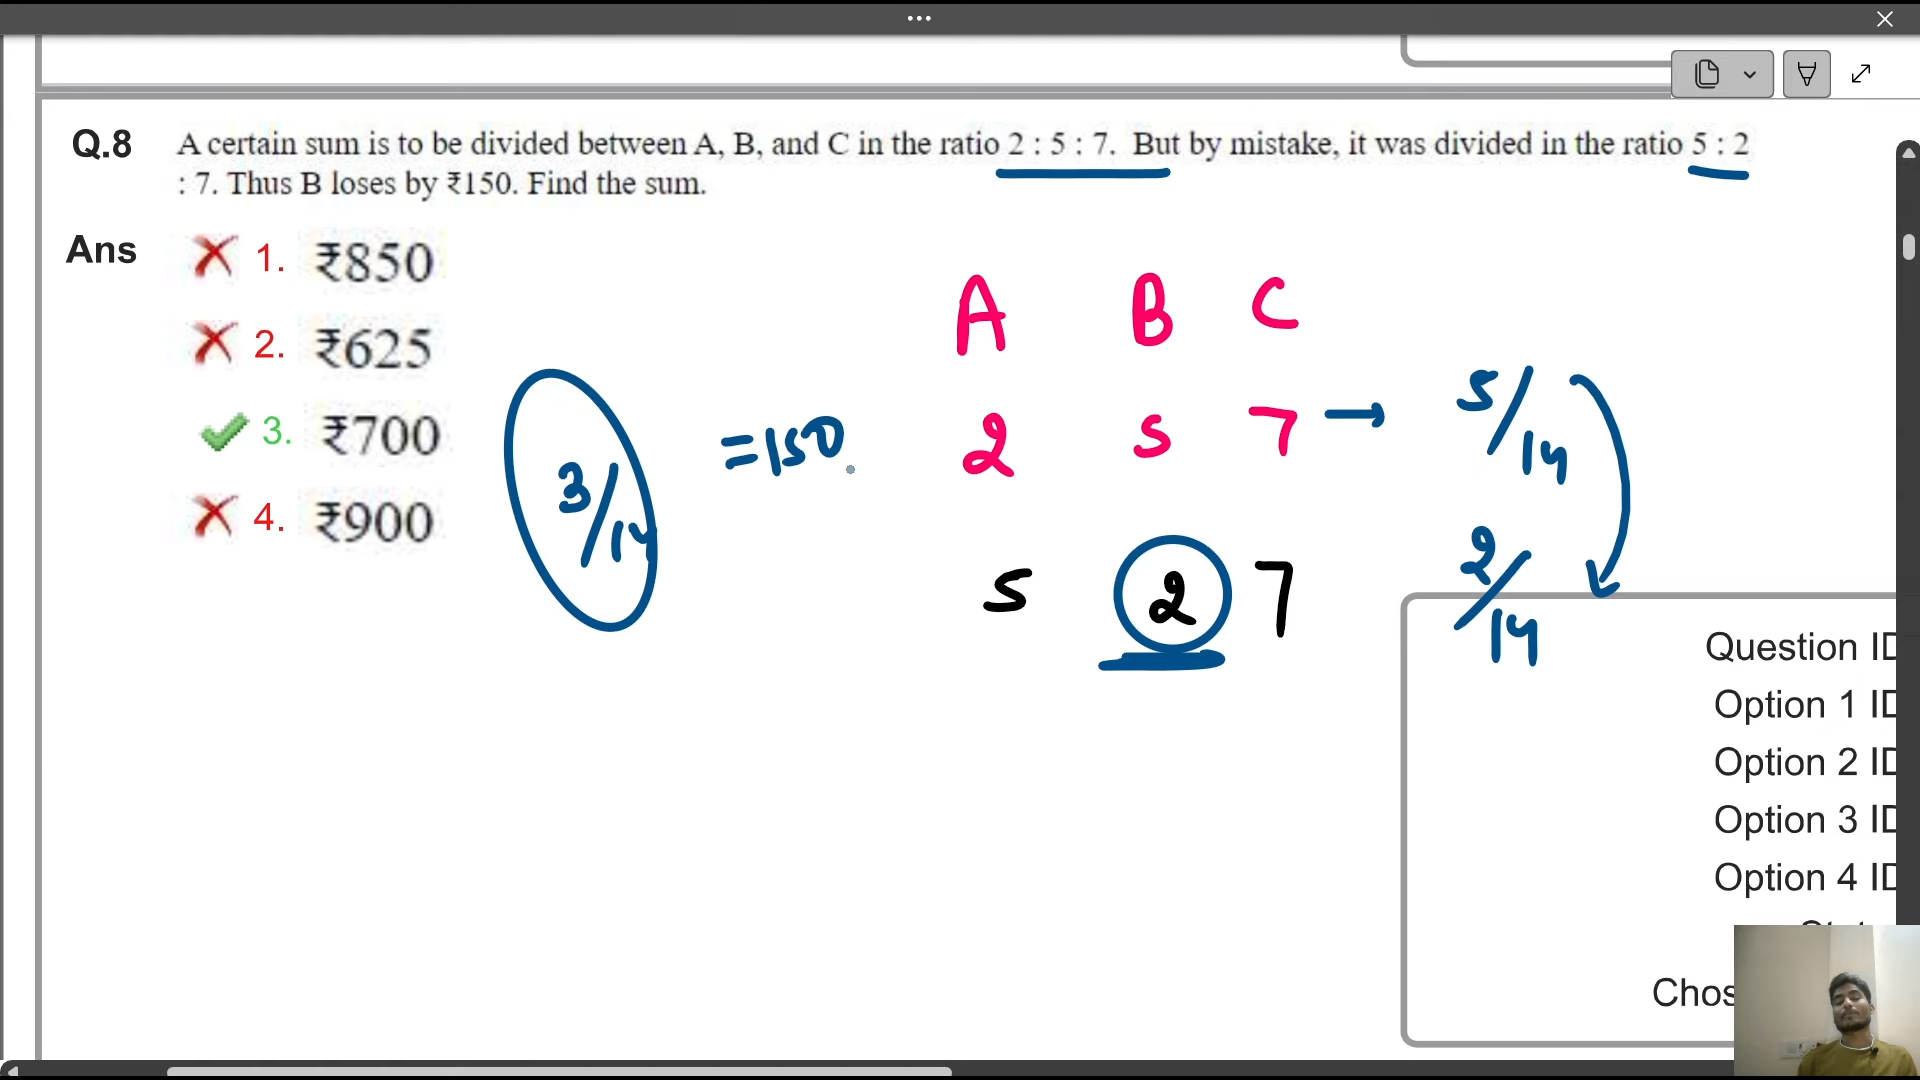 Q.8 A certain sum is to be divided between A, B, and C in the ratio 2 : 5 : 7. But by mistake, it was divided in the ratio 5 : 2
: 7. Thus B loses by ₹150. Find the sum.
Ans
1. ₹850
2. ₹625
3. ₹700
4. ₹900
3/14 = 150
A B C
2 5 7 → 5/14
5 2 7 2/14
Question ID
Option 1 ID
Option 2 ID
Option 3 ID
Option 4 ID
Chos